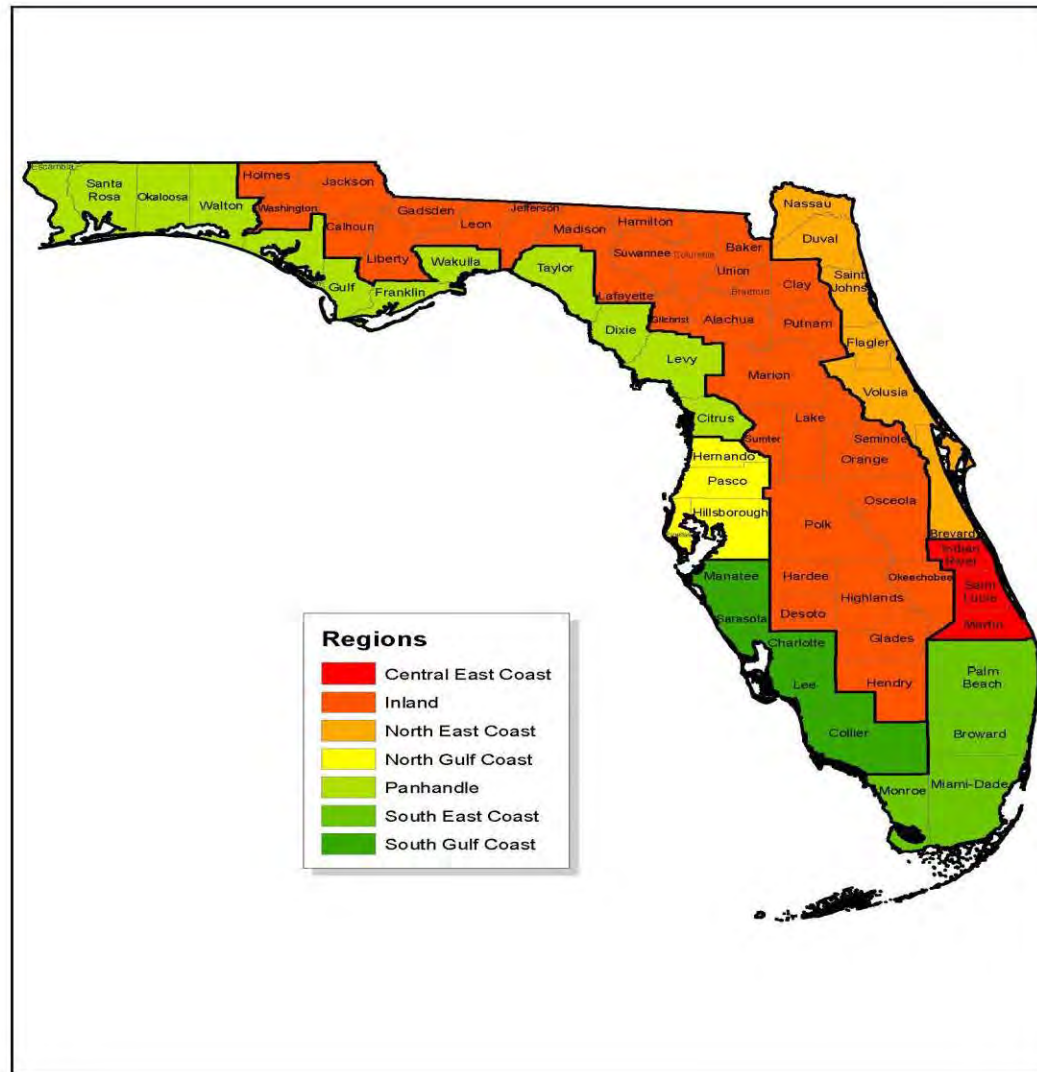 Escambia
Santa
Rosa
Okaloosa
Walton
Holmes
Jackson
Washington
Calhoun
Gadsden
Liberty
Leon
Jefferson
Madison
Hamilton
Suwannee
Columbia
Baker
Union
Bradford
Nassau
Duval
Saint
Johns
Clay
Putnam
Flagler
Gulf
Franklin
Wakulla
Taylor
Lafayette
Gilchrist
Alachua
Dixie
Levy
Marion
Volusia
Citrus
Lake
Sumter
Seminole
Orange
Hernando
Pasco
Hillsborough
Osceola
Polk
Brevard
Indian
River
Manatee
Hardee
Okeechobee
Saint
Lucie
Highlands
Sarasota
Desoto
Martin
Charlotte
Glades
Lee
Hendry
Palm
Beach
Collier
Broward
Monroe
Miami-Dade
Regions
Central East Coast
Inland
North East Coast
North Gulf Coast
Panhandle
South East Coast
South Gulf Coast